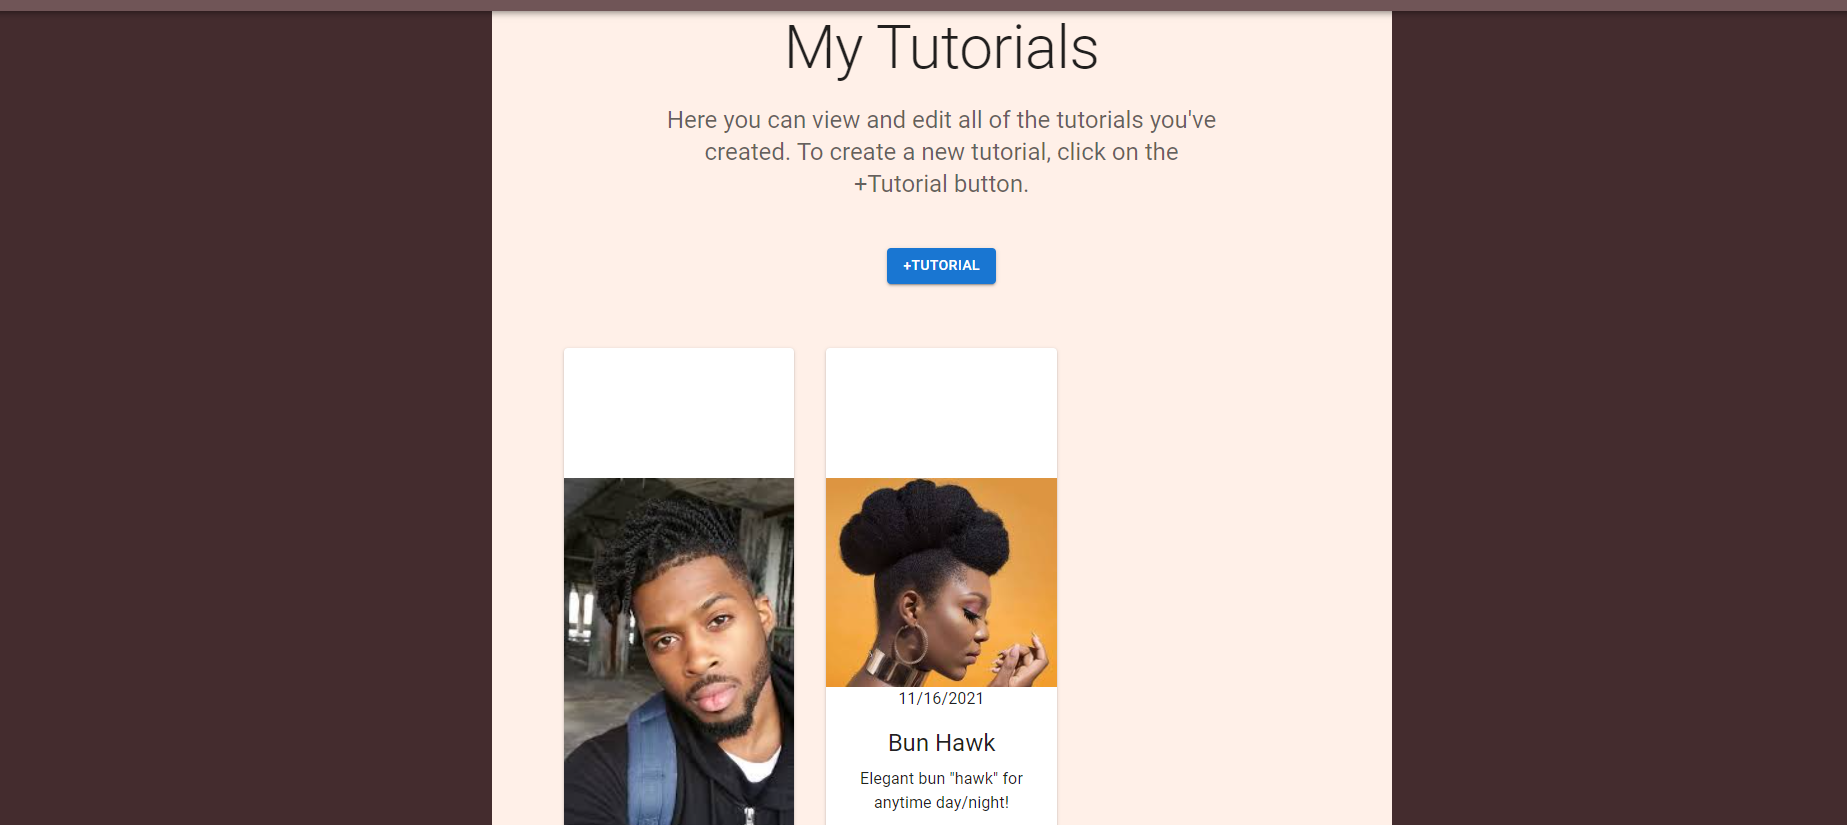 My Tutorials
Here you can view and edit all of the tutorials you've
created. To create a new tutorial, click on the
+Tutorial button.
+TUTORIAL
11/16/2021
Bun Hawk
Elegant bun "hawk" for
anytime day/night!